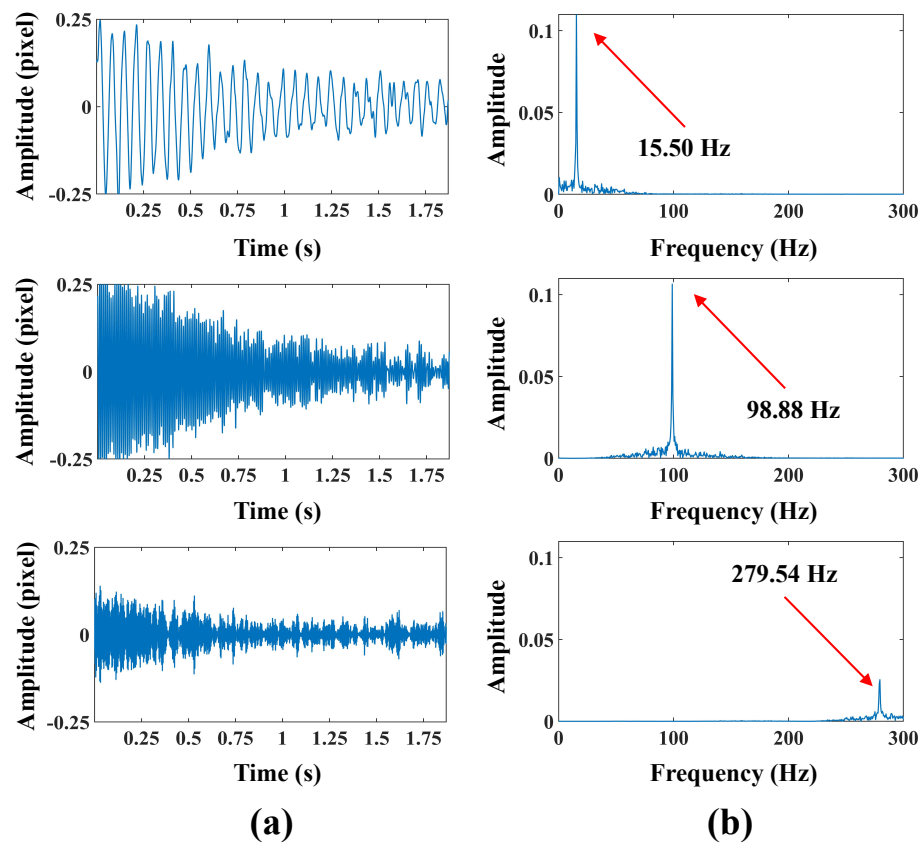 Amplitude (pixel)
0.25
0
-0.25
0.25 0.5 0.75 1 1.25 1.5 1.75
Time (s)
Amplitude
0.1
0.05
0
15.50 Hz
0 100 200 300
Frequency (Hz)
Amplitude (pixel)
0.25
0
-0.25
0.25 0.5 0.75 1 1.25 1.5 1.75
Time (s)
Amplitude
0.1
0.05
0
98.88 Hz
0 100 200 300
Frequency (Hz)
Amplitude (pixel)
0.25
0
-0.25
0.25 0.5 0.75 1 1.25 1.5 1.75
Time (s)
Amplitude
0.1
0.05
0
279.54 Hz
0 100 200 300
Frequency (Hz)
(a) (b)